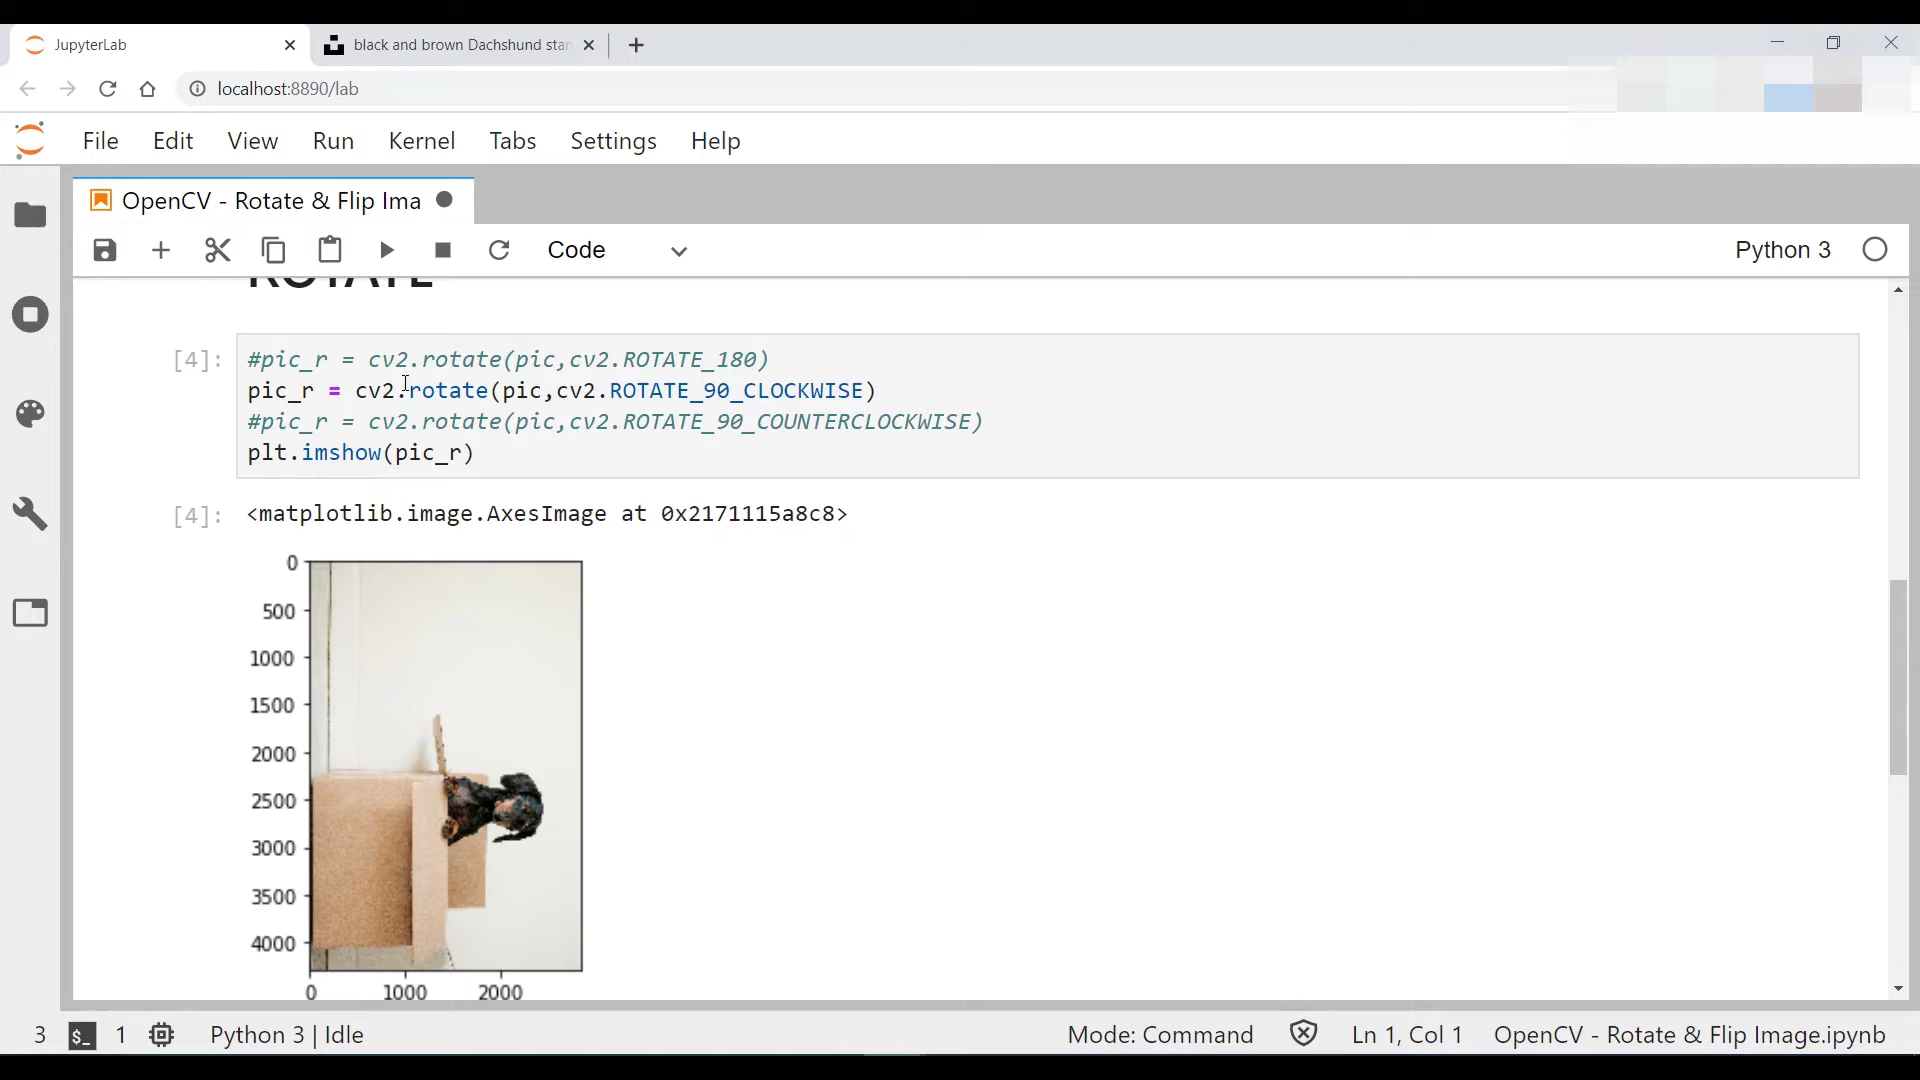 JupyterLab
black and brown Dachshund sta
localhost:8890/lab
File Edit View Run Kernel Tabs Settings Help
OpenCV - Rotate & Flip Ima
Code
Python 3
ROTATE
[4]:
#pic_r = cv2.rotate(pic,cv2.ROTATE_180)
pic_r = cv2.rotate(pic,cv2.ROTATE_90_CLOCKWISE)
#pic_r = cv2.rotate(pic,cv2.ROTATE_90_COUNTERCLOCKWISE)
plt.imshow(pic_r)
[4]: <matplotlib.image.AxesImage at 0x2171115a8c8>
0
500
1000
1500
2000
2500
3000
3500
4000
0 1000 2000
3 $_ 1 Python 3 | Idle Mode: Command Ln 1, Col 1 OpenCV - Rotate & Flip Image.ipynb